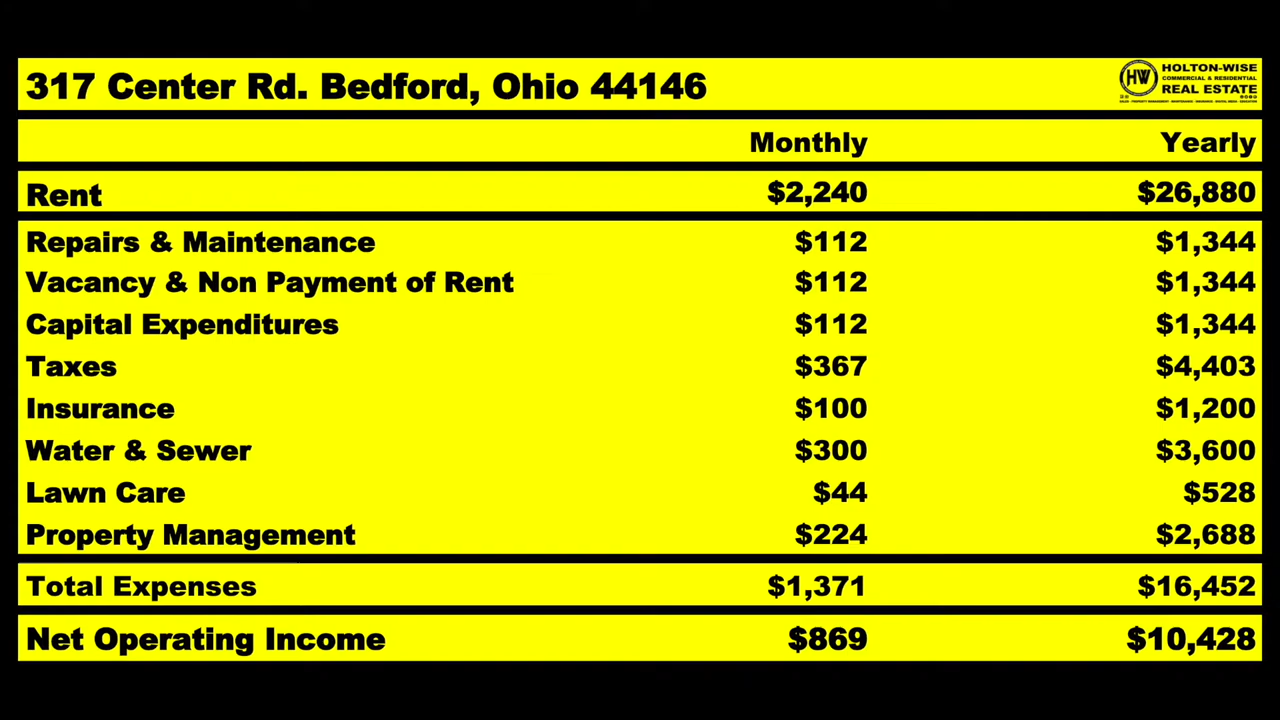 317 Center Rd. Bedford, Ohio 44146
HW
HOLTON-WISE
COMMERCIAL & RESIDENTIAL
REAL ESTATE
Monthly Yearly
Rent $2,240 $26,880
Repairs & Maintenance $112 $1,344
Vacancy & Non Payment of Rent $112 $1,344
Capital Expenditures $112 $1,344
Taxes $367 $4,403
Insurance $100 $1,200
Water & Sewer $300 $3,600
Lawn Care $44 $528
Property Management $224 $2,688
Total Expenses $1,371 $16,452
Net Operating Income $869 $10,428